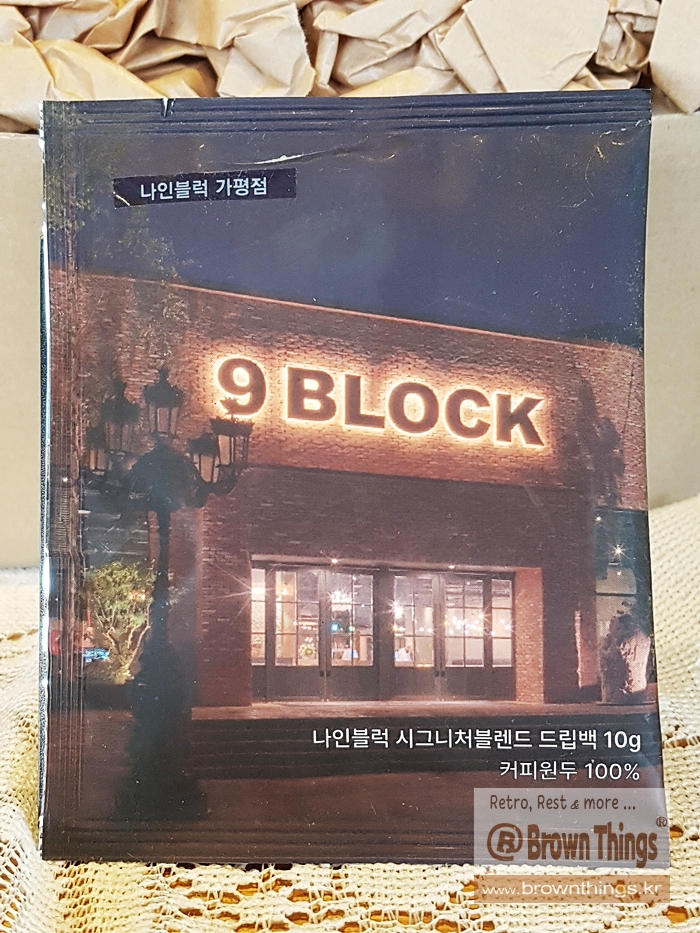 나인블럭 가평점
9 BLOCK
나인블럭 시그니처블렌드 드립백 10g
커피원두 100%
Retro, Rest & more ...
® Brown Things®
www.brownthings.kr